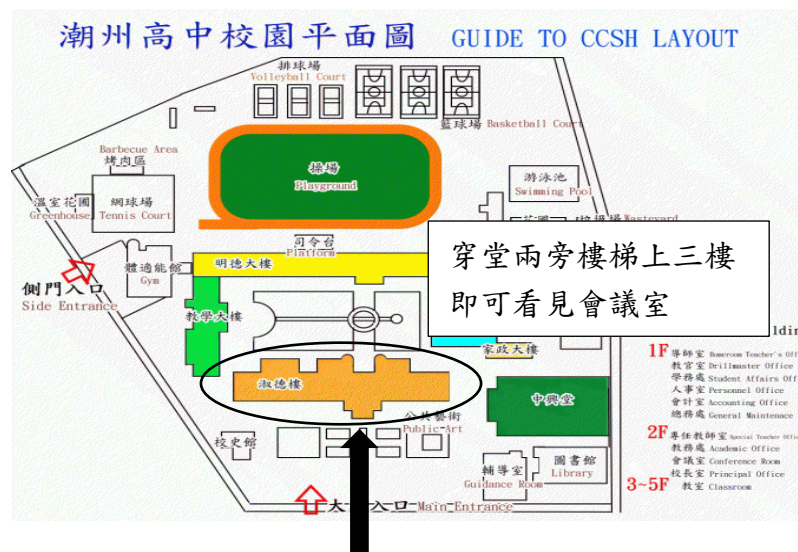 潮州高中校園平面圖 GUIDE TO CCSH LAYOUT
排球場
Volleyball Court
籃球場 Basketball Court
Barbecue Area
烤肉區
操場
Playground
游泳池
Swimming Pool
溫室花圃
Greenhouse
網球場
Tennis Court
Wasteyard
司令台
Platform
穿堂兩旁樓梯上三樓
即可看見會議室
明德大樓
體適能館
Gym
側門入口
Side Entrance
教學大樓
家政大樓
淑德樓
中興堂
公共藝術
Public Art
校史館
輔導室
Guidance Room
圖書館
Library
大門入口 Main Entrance
1F 導師室 Homeroom Teacher's Off
教官室 Drillmaster Office
學務處 Student Affairs Off
人事室 Personnel Office
會計室 Accounting Office
總務處 General Maintenace
2F 專任教師室 Special Teacher Office
教務處 Academic Office
會議室 Conference Room
校長室 Principal Office
3~5F 教室 Classroom